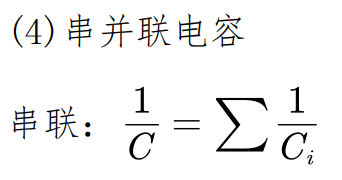 (4)串并联电容
串联：1/C = ∑ 1/C_i